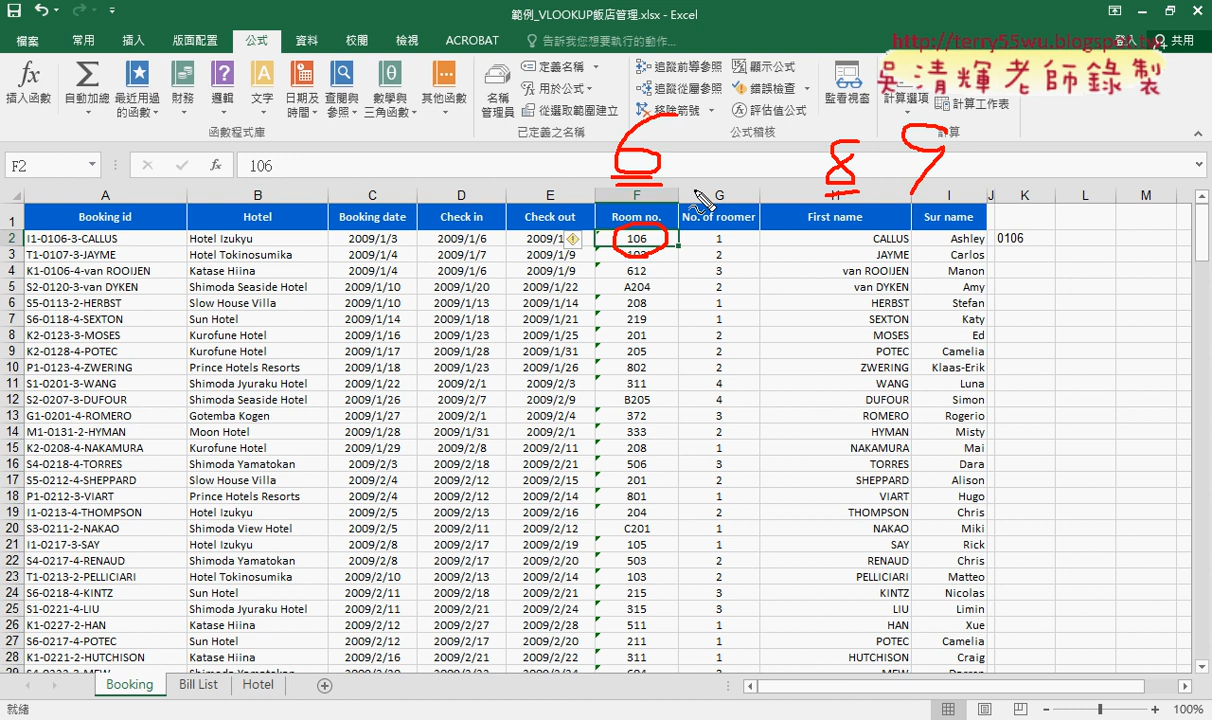 範例_VLOOKUP飯店管理.xlsx - Excel
檔案 常用 插入 版面配置 公式 資料 校閱 檢視 ACROBAT 告訴我您想要執行的動作... 登入 共用
http://terry55wu.blogspot.tw
吳清輝老師錄製
插入函數 自動加總 最近用過的函數 財務 邏輯 文字 日期及時間 查閱與參照 數學與三角函數 其他函數 名稱管理員 定義名稱 用於公式 從選取範圍建立 追蹤前導參照 追蹤從屬參照 移除箭號 顯示公式 錯誤檢查 評估值公式 監看視窗 計算選項 計算工作表
函數程式庫 已定義之名稱 公式稽核 計算
6 8 9
F2 fx 106
A B C D E F G H I J K L M
1 Booking id Hotel Booking date Check in Check out Room no. No. of roomer First name Sur name
2 I1-0106-3-CALLUS Hotel Izukyu 2009/1/3 2009/1/6 2009/1 106 1 CALLUS Ashley 0106
3 T1-0107-3-JAYME Hotel Tokinosumika 2009/1/4 2009/1/7 2009/1/9 2 JAYME Carlos
4 K1-0106-4-van ROOIJEN Katase Hiina 2009/1/4 2009/1/6 2009/1/9 612 3 van ROOIJEN Manon
5 S2-0120-3-van DYKEN Shimoda Seaside Hotel 2009/1/10 2009/1/20 2009/1/22 A204 2 van DYKEN Amy
6 S5-0113-2-HERBST Slow House Villa 2009/1/10 2009/1/13 2009/1/14 208 1 HERBST Stefan
7 S6-0118-4-SEXTON Sun Hotel 2009/1/14 2009/1/18 2009/1/21 219 1 SEXTON Katy
8 K2-0123-3-MOSES Kurofune Hotel 2009/1/16 2009/1/23 2009/1/25 201 2 MOSES Ed
9 K2-0128-4-POTEC Kurofune Hotel 2009/1/17 2009/1/28 2009/1/31 205 2 POTEC Camelia
10 P1-0123-4-ZWERING Prince Hotels Resorts 2009/1/18 2009/1/23 2009/1/26 802 2 ZWERING Klaas-Erik
11 S1-0201-3-WANG Shimoda Jyuraku Hotel 2009/1/22 2009/2/1 2009/2/3 311 4 WANG Luna
12 S2-0207-3-DUFOUR Shimoda Seaside Hotel 2009/1/26 2009/2/7 2009/2/9 B205 4 DUFOUR Simon
13 G1-0201-4-ROMERO Gotemba Kogen 2009/1/27 2009/2/1 2009/2/4 372 3 ROMERO Rogerio
14 M1-0131-2-HYMAN Moon Hotel 2009/1/28 2009/1/31 2009/2/1 333 2 HYMAN Misty
15 K2-0208-4-NAKAMURA Kurofune Hotel 2009/1/29 2009/2/8 2009/2/11 208 1 NAKAMURA Mai
16 S4-0218-4-TORRES Shimoda Yamatokan 2009/2/3 2009/2/18 2009/2/21 506 3 TORRES Dara
17 S5-0212-4-SHEPPARD Slow House Villa 2009/2/4 2009/2/12 2009/2/15 201 2 SHEPPARD Alison
18 P1-0212-3-VIART Prince Hotels Resorts 2009/2/4 2009/2/12 2009/2/14 801 1 VIART Hugo
19 I1-0213-4-THOMPSON Hotel Izukyu 2009/2/5 2009/2/13 2009/2/16 204 2 THOMPSON Chris
20 S3-0211-2-NAKAO Shimoda View Hotel 2009/2/5 2009/2/11 2009/2/12 C201 1 NAKAO Miki
21 I1-0217-3-SAY Hotel Izukyu 2009/2/8 2009/2/17 2009/2/19 105 1 SAY Rick
22 S4-0217-4-RENAUD Shimoda Yamatokan 2009/2/8 2009/2/17 2009/2/20 503 2 RENAUD Chris
23 T1-0213-2-PELLICIARI Hotel Tokinosumika 2009/2/10 2009/2/13 2009/2/14 103 2 PELLICIARI Matteo
24 S6-0218-4-KINTZ Sun Hotel 2009/2/11 2009/2/18 2009/2/21 215 3 KINTZ Nicolas
25 S1-0221-4-LIU Shimoda Jyuraku Hotel 2009/2/11 2009/2/21 2009/2/24 315 3 LIU Limin
26 K1-0227-2-HAN Katase Hiina 2009/2/12 2009/2/27 2009/2/28 511 1 HAN Xue
27 S6-0217-4-POTEC Sun Hotel 2009/2/12 2009/2/17 2009/2/20 211 1 POTEC Camelia
28 K1-0221-2-HUTCHISON Katase Hiina 2009/2/16 2009/2/21 2009/2/22 311 1 HUTCHISON Craig
Booking Bill List Hotel
就緒 100%